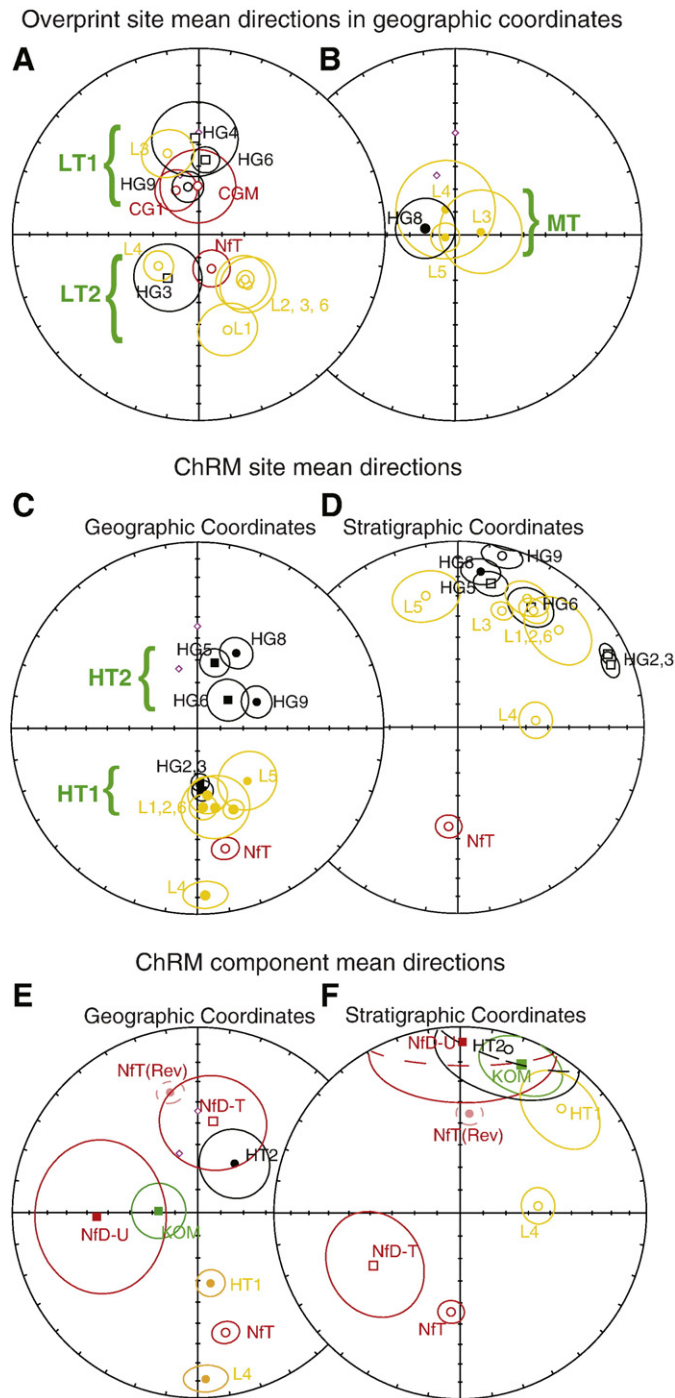 Overprint site mean directions in geographic coordinates
A
B
LT1
L3
HG4
HG6
HG9
CG1
CGM
LT2
L4
HG3
NfT
L2, 3, 6
L1
L4
HG8
L3
L5
MT
ChRM site mean directions
C
D
Geographic Coordinates
Stratigraphic Coordinates
HT2
HG5
HG8
HG6
HG9
HT1
HG2,3
L5
L1,2,6
NfT
L4
HG9
HG8
HG5
L5
L3
HG6
L1,2,6
HG2,3
L4
NfT
ChRM component mean directions
E
F
Geographic Coordinates
Stratigraphic Coordinates
NfT(Rev)
NfD-T
HT2
NfD-U
KOM
HT1
NfT
L4
NfD-U
HT2
KOM
HT1
NfT(Rev)
L4
NfD-T
NfT